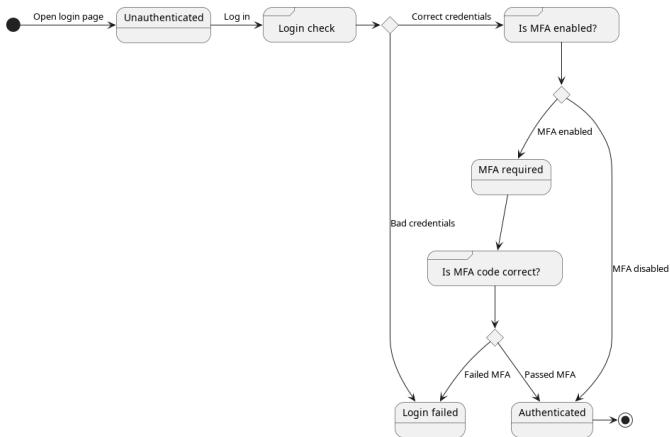 Open login page
Unauthenticated
Log in
Login check
Correct credentials
Is MFA enabled?
MFA enabled
MFA required
Bad credentials
Is MFA code correct?
MFA disabled
Failed MFA
Passed MFA
Login failed
Authenticated